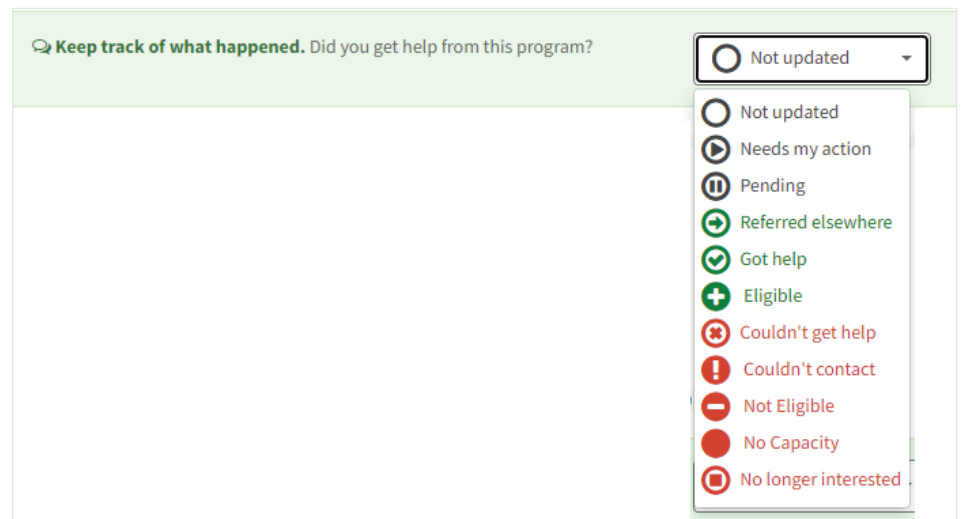 Keep track of what happened. Did you get help from this program?
Not updated
Not updated
Needs my action
Pending
Referred elsewhere
Got help
Eligible
Couldn't get help
Couldn't contact
Not Eligible
No Capacity
No longer interested